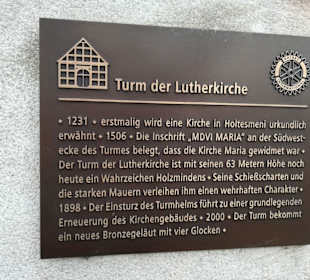 Turm der Lutherkirche
• 1231 • erstmalig wird eine Kirche in Holtesmeni urkundlich
erwähnt • 1506 • Die Inschrift „MDVI MARIA“ an der Südwest-
ecke des Turmes belegt, dass die Kirche Maria gewidmet war •
Der Turm der Lutherkirche ist mit seinen 63 Metern Höhe noch
heute ein Wahrzeichen Holzmindens • Seine Schießscharten und
die starken Mauern verleihen ihm einen wehrhaften Charakter •
1898 • Der Einsturz des Turmhelms führt zu einer grundlegenden
Erneuerung des Kirchengebäudes • 2000 • Der Turm bekommt
ein neues Bronzegeläut mit vier Glocken •